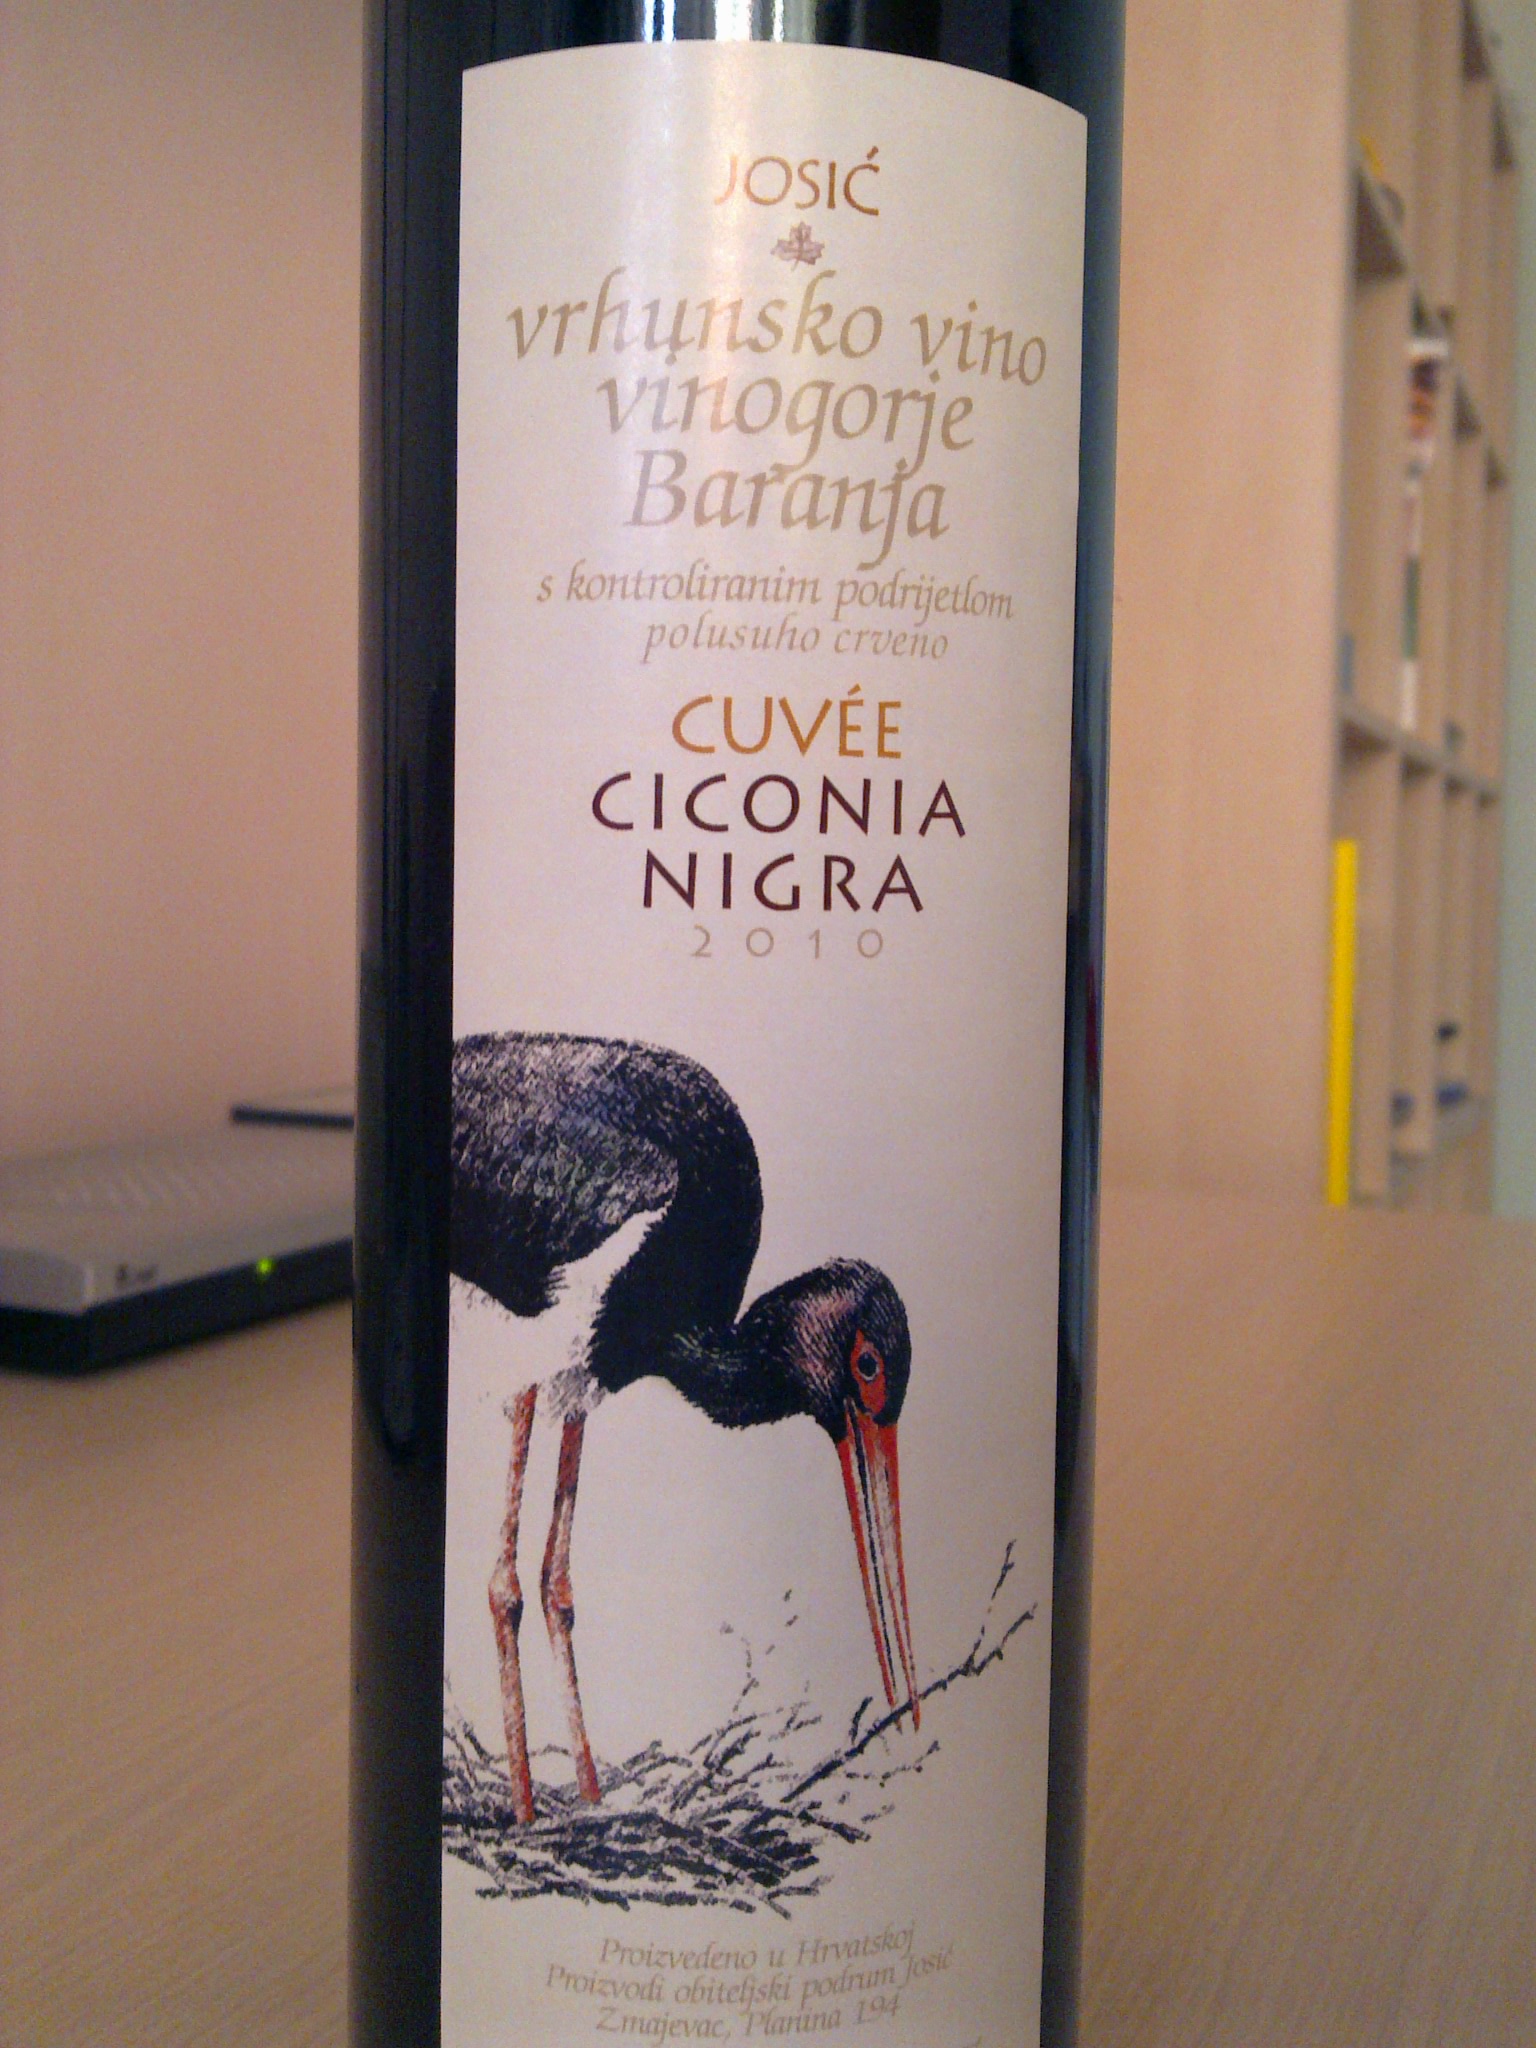 JOSIĆ
vrhunsko vino
vinogorje
Baranja
s kontroliranim podrijetlom
polusuho crveno
CUVÉE
CICONIA
NIGRA
2010
Proizvedeno u Hrvatskoj
Proizvodi obiteljski podrum Josić
Zmajevac, Planina 194